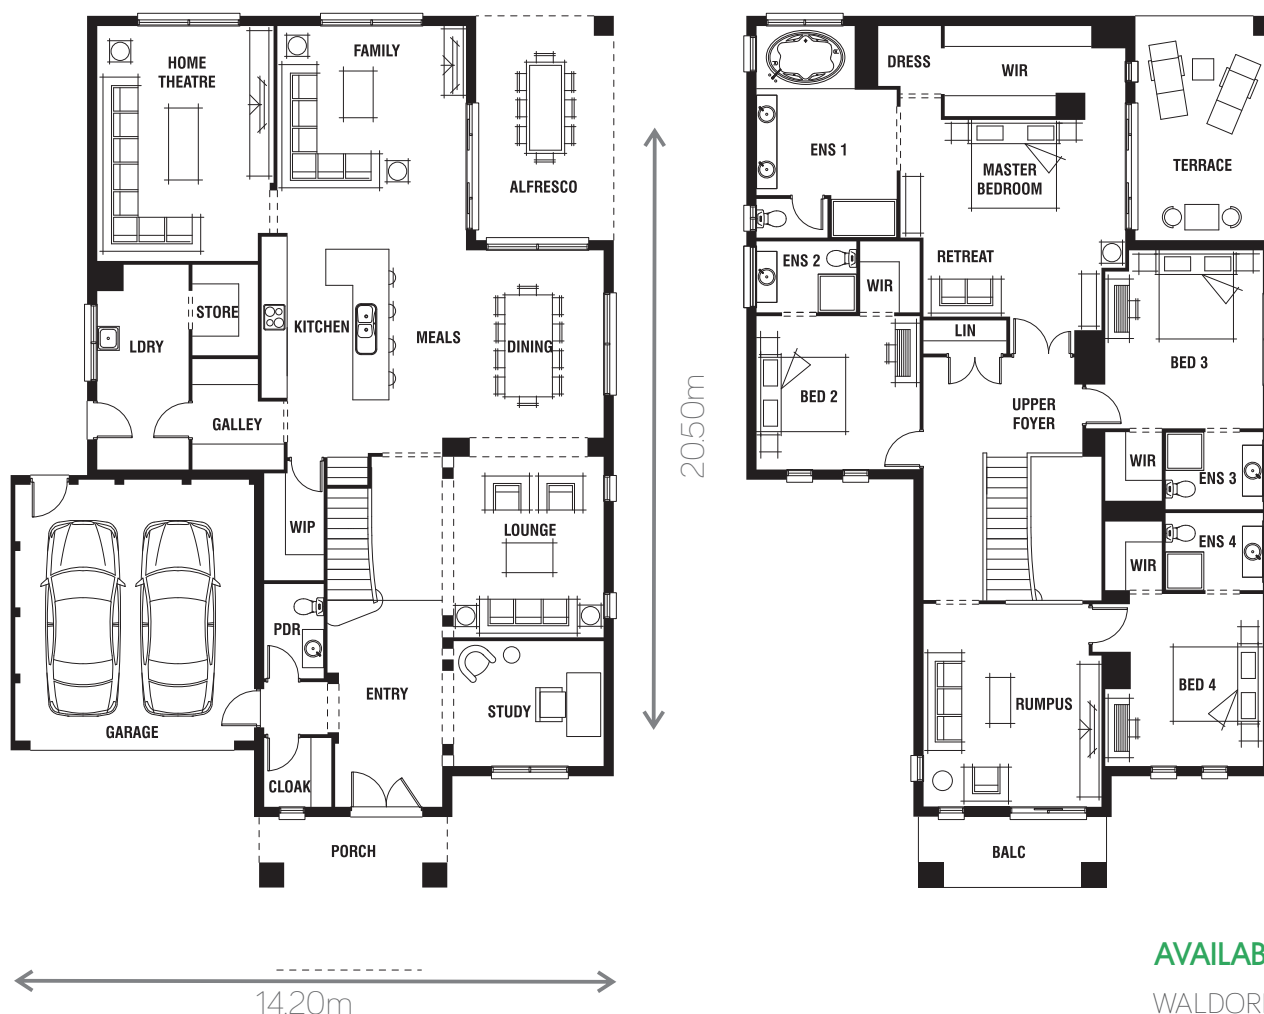 HOME
THEATRE
FAMILY
ALFRESCO
STORE
LDRY
KITCHEN
MEALS
DINING
GALLEY
WIP
LOUNGE
PDR
ENTRY
STUDY
GARAGE
CLOAK
PORCH
20.50m
14.20m
DRESS
WIR
ENS 1
MASTER
BEDROOM
TERRACE
ENS 2
WIR
RETREAT
LIN
BED 2
BED 3
UPPER
FOYER
WIR
ENS 3
ENS 4
WIR
RUMPUS
BED 4
BALC
AVAILAB
WALDOR